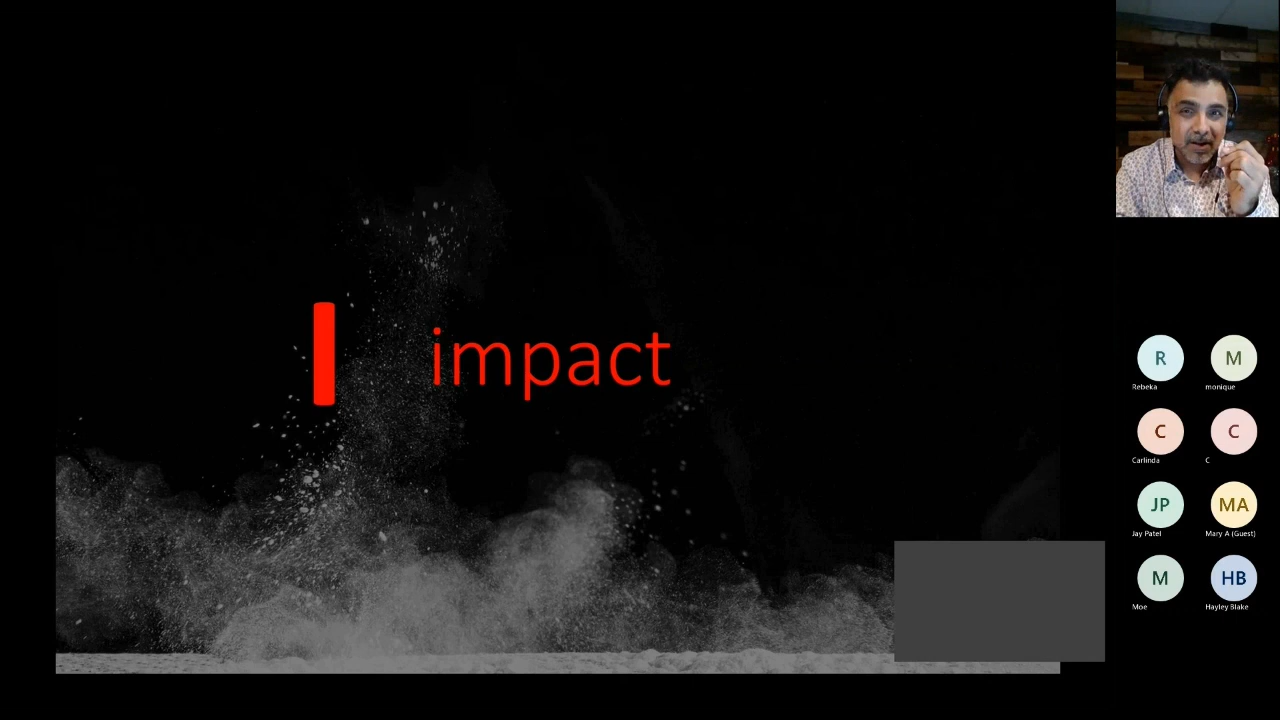 I impact
R
M
Rebeka
monique
C
C
Carlinda
C
JP
MA
Jay Patel
Mary A (Guest)
M
HB
Moe
Hayley Blake